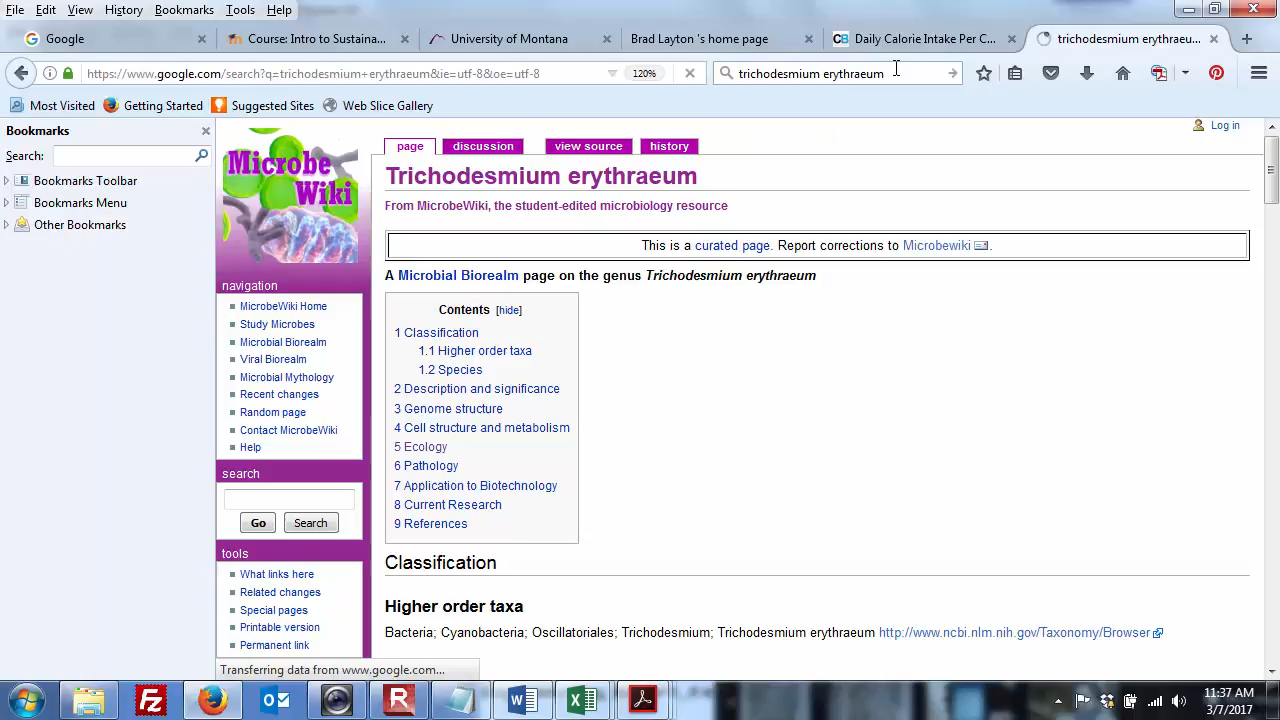 File Edit View History Bookmarks Tools Help
Google Course: Intro to Sustaina... University of Montana Brad Layton 's home page CB Daily Calorie Intake Per C... trichodesmium erythraeu...
https://www.google.com/search?q=trichodesmium+erythraeum&ie=utf-8&oe=utf-8 120% trichodesmium erythraeum
Most Visited Getting Started Suggested Sites Web Slice Gallery
Bookmarks
Search:
Bookmarks Toolbar
Bookmarks Menu
Other Bookmarks
Microbe
Wiki
navigation
MicrobeWiki Home
Study Microbes
Microbial Biorealm
Viral Biorealm
Microbial Mythology
Recent changes
Random page
Contact MicrobeWiki
Help
search
Go Search
tools
What links here
Related changes
Special pages
Printable version
Permanent link
Log in
page discussion view source history
Trichodesmium erythraeum
From MicrobeWiki, the student-edited microbiology resource
This is a curated page. Report corrections to Microbewiki.
A Microbial Biorealm page on the genus Trichodesmium erythraeum
Contents [hide]
1 Classification
1.1 Higher order taxa
1.2 Species
2 Description and significance
3 Genome structure
4 Cell structure and metabolism
5 Ecology
6 Pathology
7 Application to Biotechnology
8 Current Research
9 References
Classification
Higher order taxa
Bacteria; Cyanobacteria; Oscillatoriales; Trichodesmium; Trichodesmium erythraeum http://www.ncbi.nlm.nih.gov/Taxonomy/Browser
Transferring data from www.google.com...
11:37 AM
3/7/2017